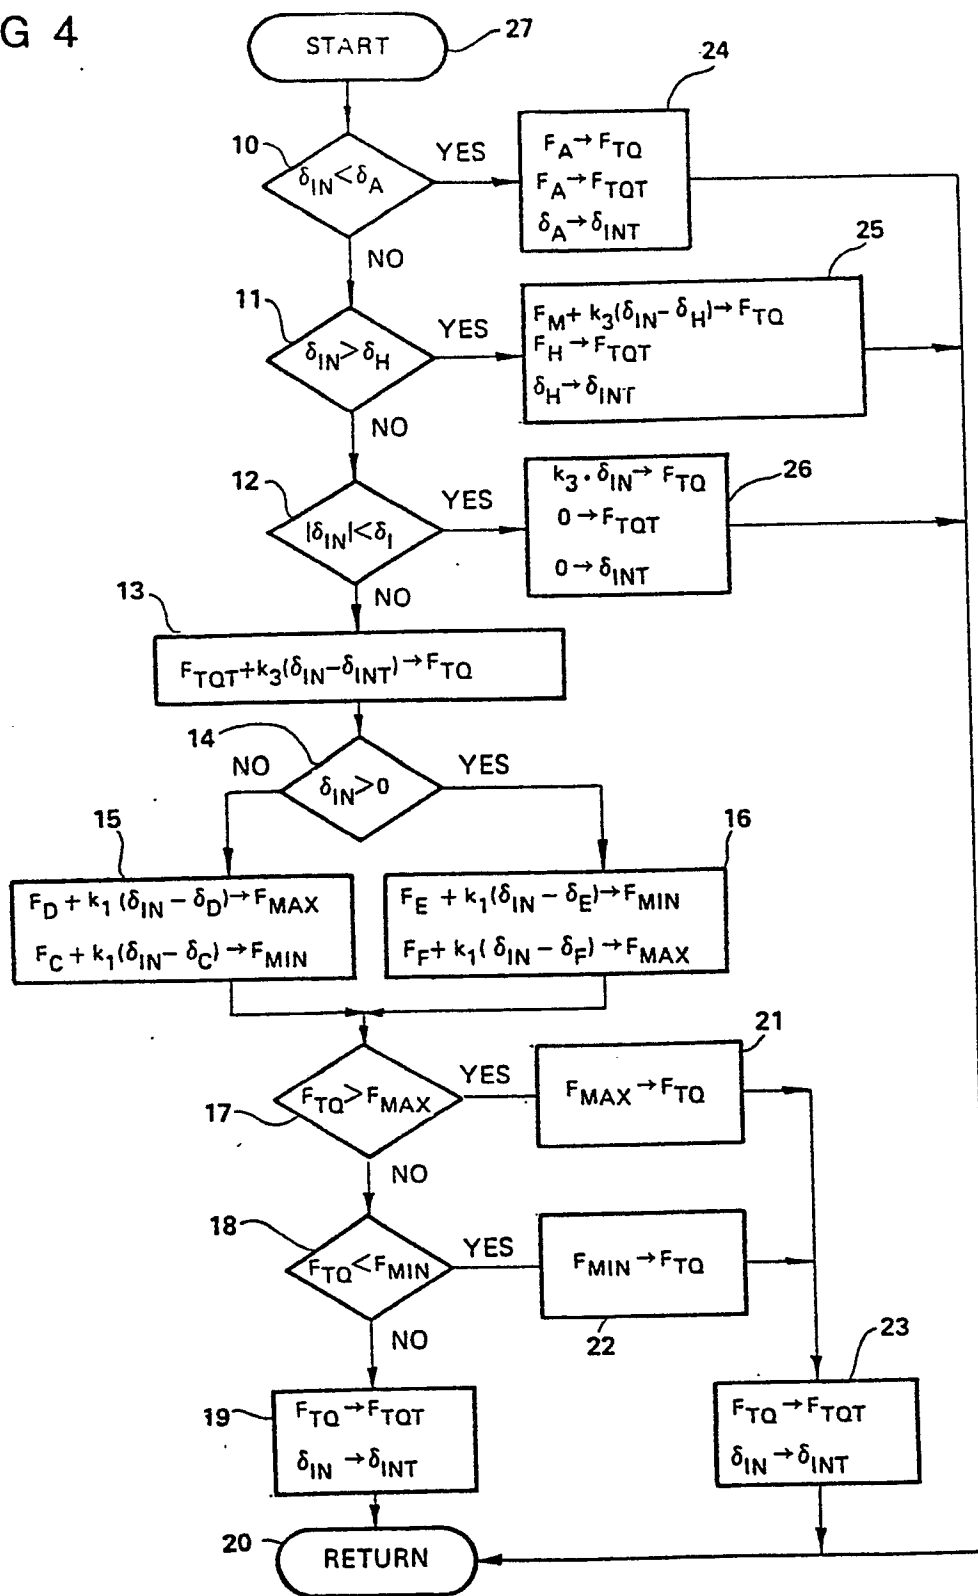 G 4
START
27
24
10
δIN<δA
YES
FA→FTQ
FA→FTQT
δA→δINT
NO
25
11
δIN>δH
YES
FM+ k3(δIN-δH)→FTQ
FH→FTQT
δH→δINT
NO
12
|δIN|<δI
YES
k3·δIN→ FTQ
0→FTQT
0→δINT
26
NO
13
FTQT+k3(δIN-δINT)→FTQ
14
NO
δIN>0
YES
15
16
FD + k1(δIN - δD)→FMAX
FC+k1(δIN- δC)→FMIN
FE + k1(δIN - δE)→FMIN
FF+k1( δIN - δF)→FMAX
21
17
FTQ>FMAX
YES
FMAX→FTQ
NO
18
FTQ<FMIN
YES
FMIN→FTQ
22
NO
23
19
FTQ→FTQT
δIN →δINT
FTQ→FTQT
δIN→δINT
20
RETURN